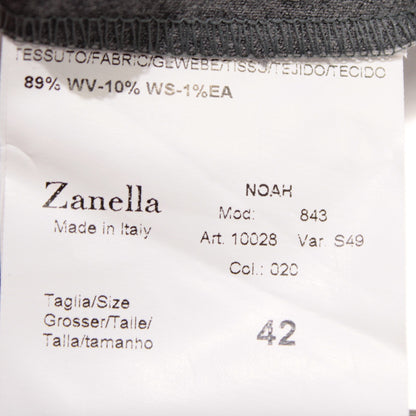 TESSUTO/FABRIC/GEWEBE/TISSU/TEJIDO/TECIDO
89% WV-10% WS-1%EA
Zanella
Made in Italy
NOAH
Mod: 843
Art. 10028 Var. S49
Col.: 020
Taglia/Size
Grosser/Taile/
Talla/tamanho
42